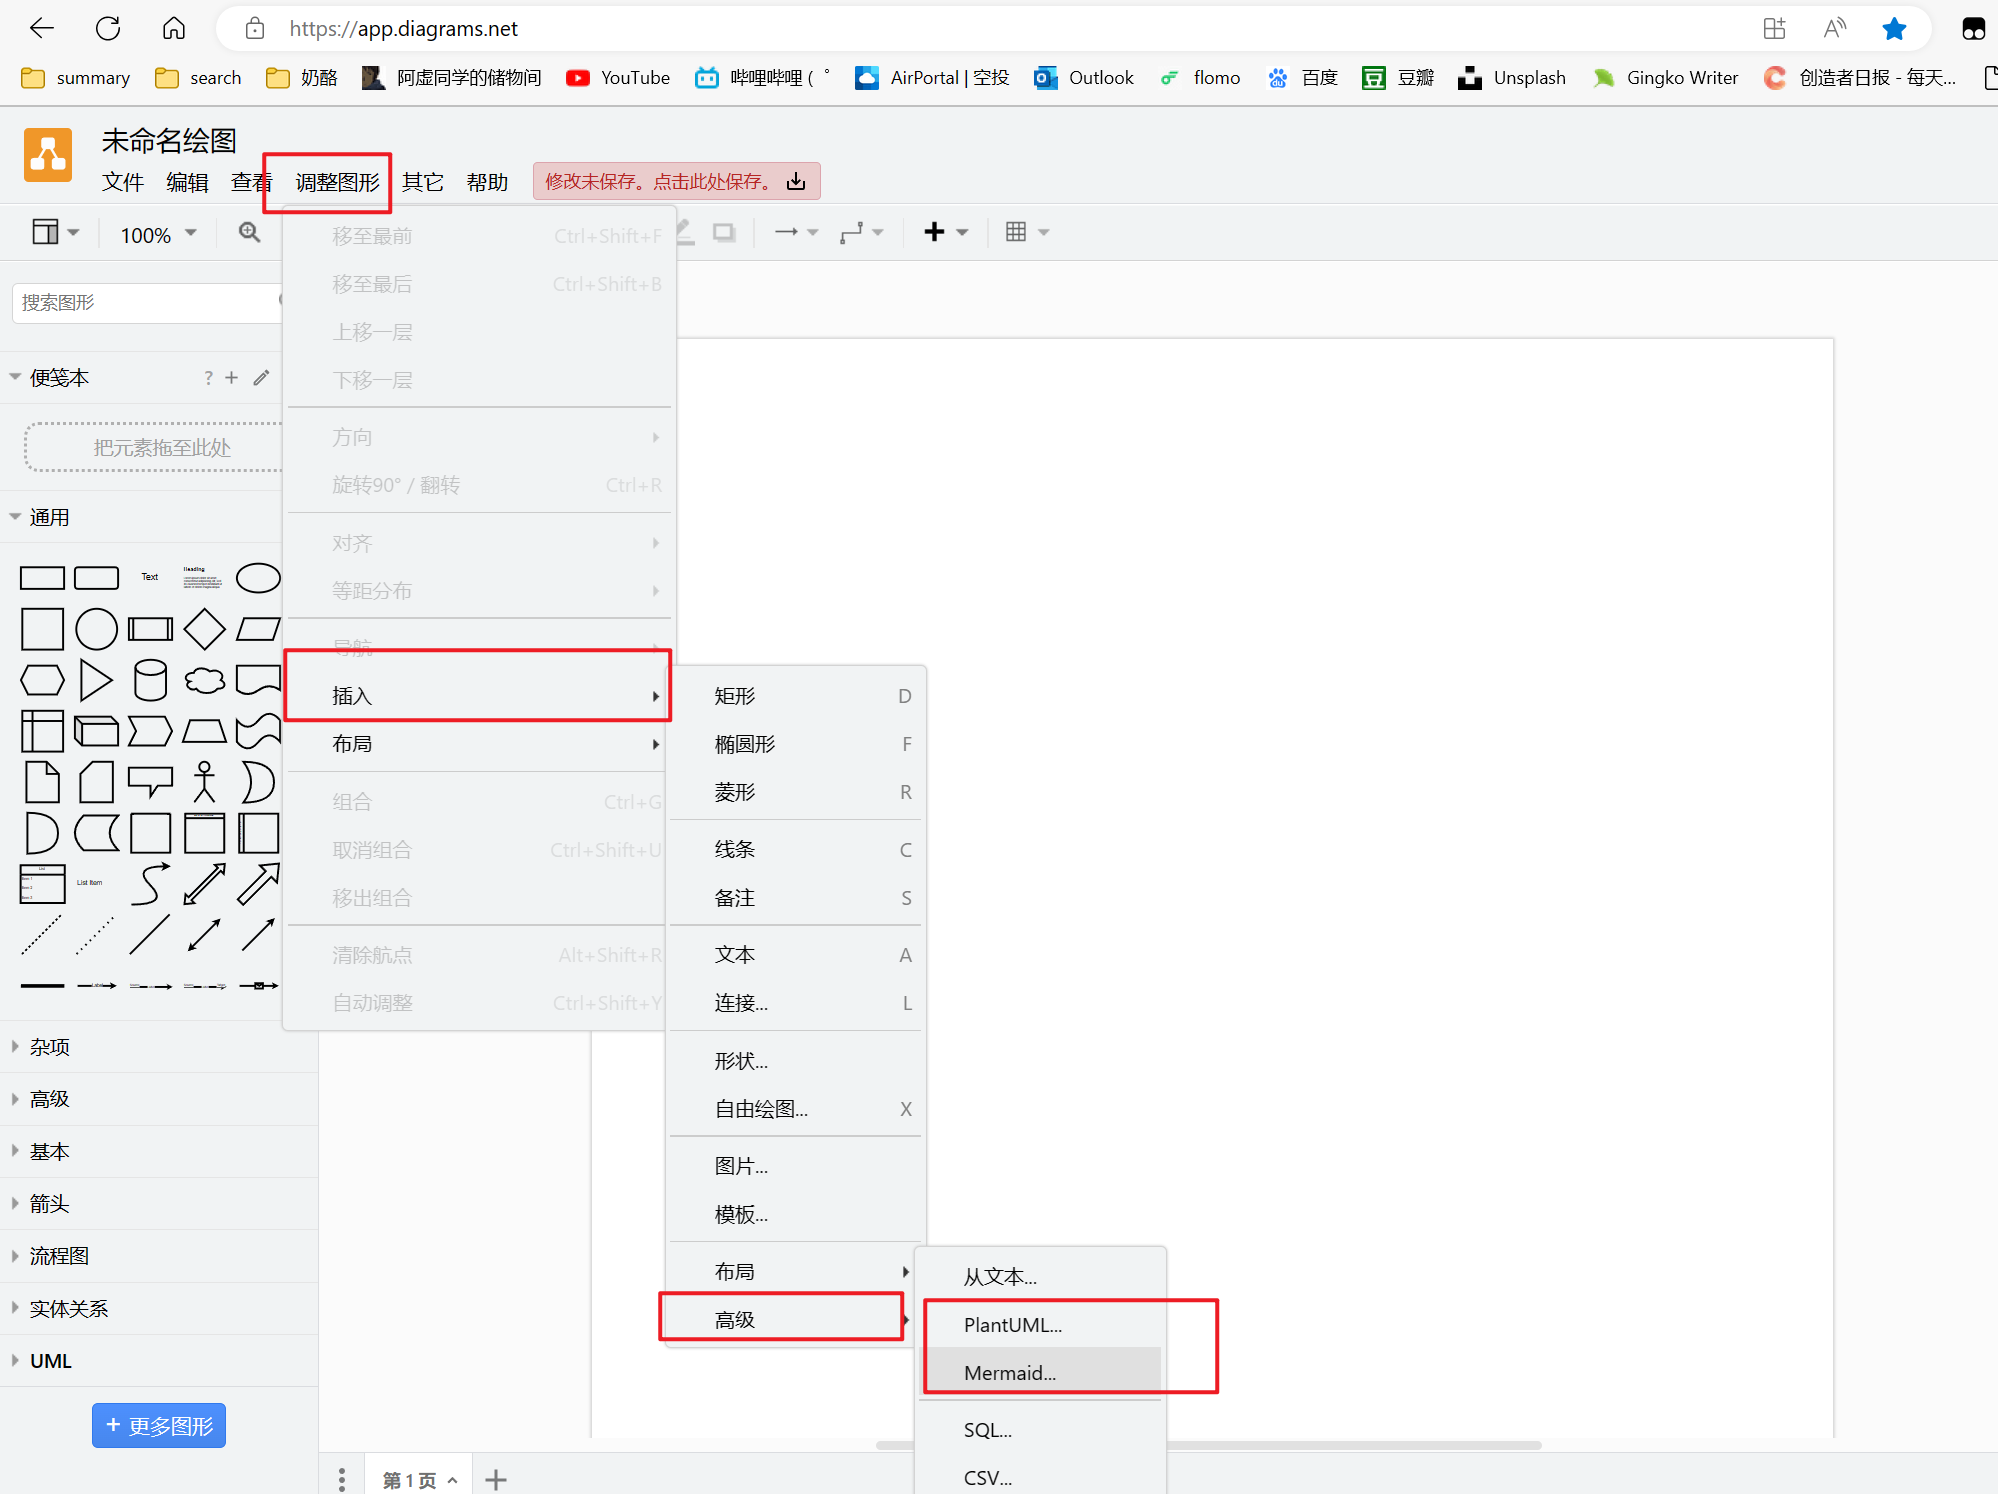 https://app.diagrams.net
summary search 奶酪 阿虚同学的储物间 YouTube 哔哩哔哩 ( ゜ AirPortal | 空投 Outlook flomo 百度 豆瓣 Unsplash Gingko Writer 创造者日报 - 每天...
未命名绘图
文件 编辑 查看 调整图形 其它 帮助 修改未保存。点击此处保存。
100%
搜索图形
便笺本 ? +
把元素拖至此处
通用
Text
Heading
List
Item 1
Item 2
Item 3
List Item
Label
杂项
高级
基本
箭头
流程图
实体关系
UML
+ 更多图形
移至最前 Ctrl+Shift+F
移至最后 Ctrl+Shift+B
上移一层
下移一层
方向
旋转90° / 翻转 Ctrl+R
对齐
等距分布
导航
插入
布局
组合 Ctrl+G
取消组合 Ctrl+Shift+U
移出组合
清除航点 Alt+Shift+R
自动调整 Ctrl+Shift+Y
矩形 D
椭圆形 F
菱形 R
线条 C
备注 S
文本 A
连接... L
形状...
自由绘图... X
图片...
模板...
布局
高级
从文本...
PlantUML...
Mermaid...
SQL...
CSV...
第 1 页